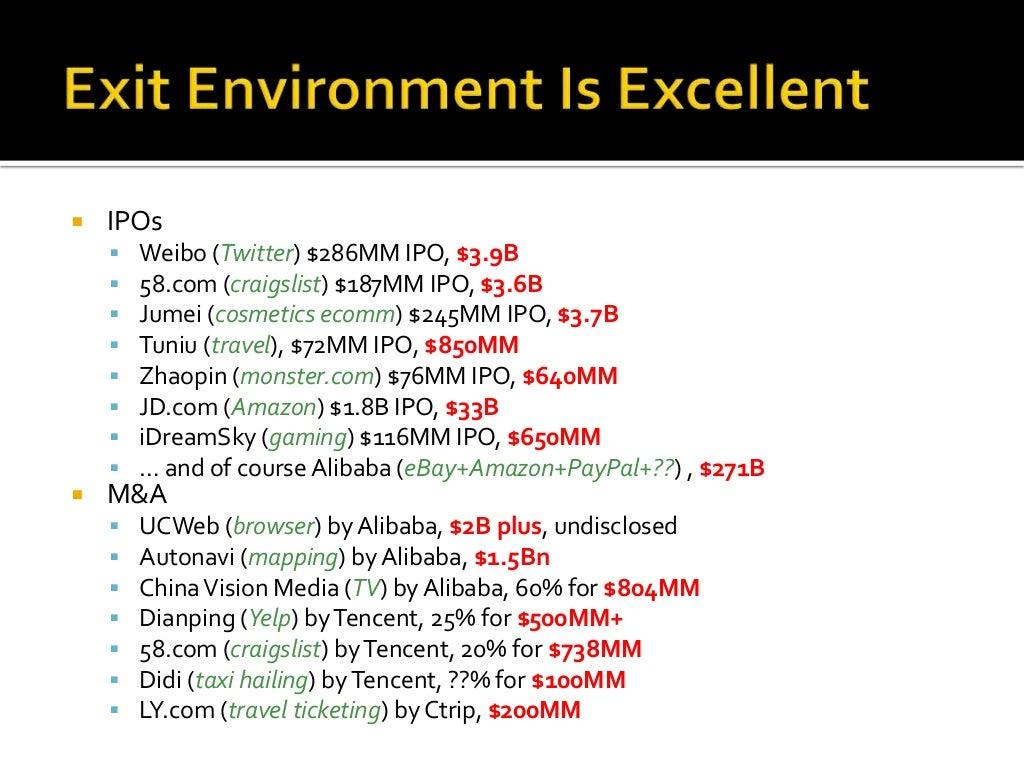 Exit Environment Is Excellent
IPOs
Weibo (Twitter) $286MM IPO, $3.9B
58.com (craigslist) $187MM IPO, $3.6B
Jumei (cosmetics ecomm) $245MM IPO, $3.7B
Tuniu (travel), $72MM IPO, $850MM
Zhaopin (monster.com) $76MM IPO, $640MM
JD.com (Amazon) $1.8B IPO, $33B
iDreamSky (gaming) $116MM IPO, $650MM
... and of course Alibaba (eBay+Amazon+PayPal+??) , $271B
M&A
UCWeb (browser) by Alibaba, $2B plus, undisclosed
Autonavi (mapping) by Alibaba, $1.5Bn
China Vision Media (TV) by Alibaba, 60% for $804MM
Dianping (Yelp) by Tencent, 25% for $500MM+
58.com (craigslist) by Tencent, 20% for $738MM
Didi (taxi hailing) by Tencent, ??% for $100MM
LY.com (travel ticketing) by Ctrip, $200MM